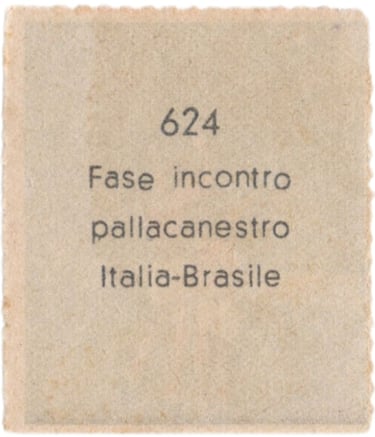 624
Fase incontro
pallacanestro
Italia-Brasile